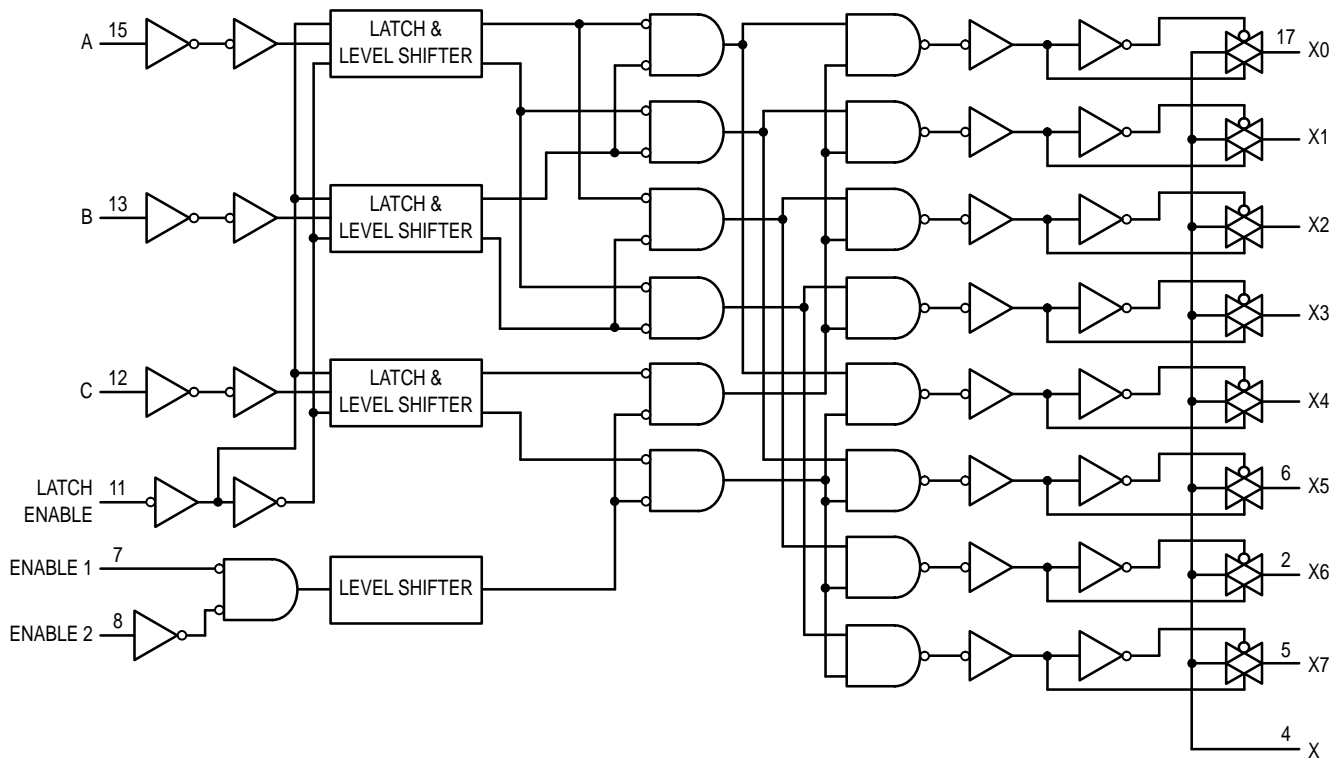 A 15
LATCH &
LEVEL SHIFTER
17 X0
X1
B 13
LATCH &
LEVEL SHIFTER
X2
X3
C 12
LATCH &
LEVEL SHIFTER
X4
LATCH 11
ENABLE
6 X5
ENABLE 1 7
LEVEL SHIFTER
2 X6
ENABLE 2 8
5 X7
4 X